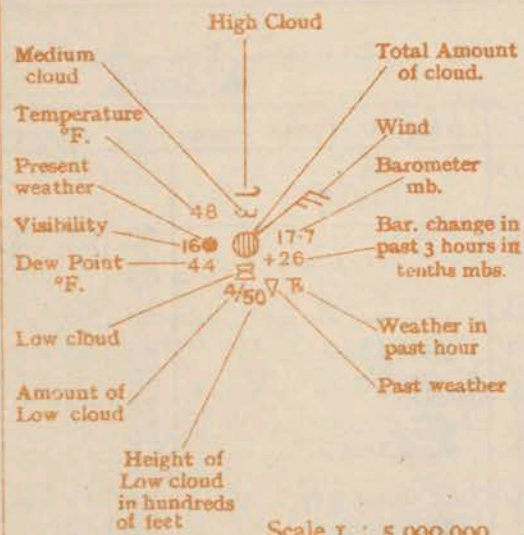 High Cloud
Medium
cloud
Total Amount
of cloud.
Temperature
°F.
Wind
Present
weather
Barometer
mb.
Visibility
Bar. change in
past 3 hours in
tenths mbs.
Dew Point
°F.
48
16
17·7
44
+26
4/50
Low cloud
Weather in
past hour
Amount of
Low cloud
Past weather
Height of
Low cloud
in hundreds
of feet
Scale 1 : 5,000,000